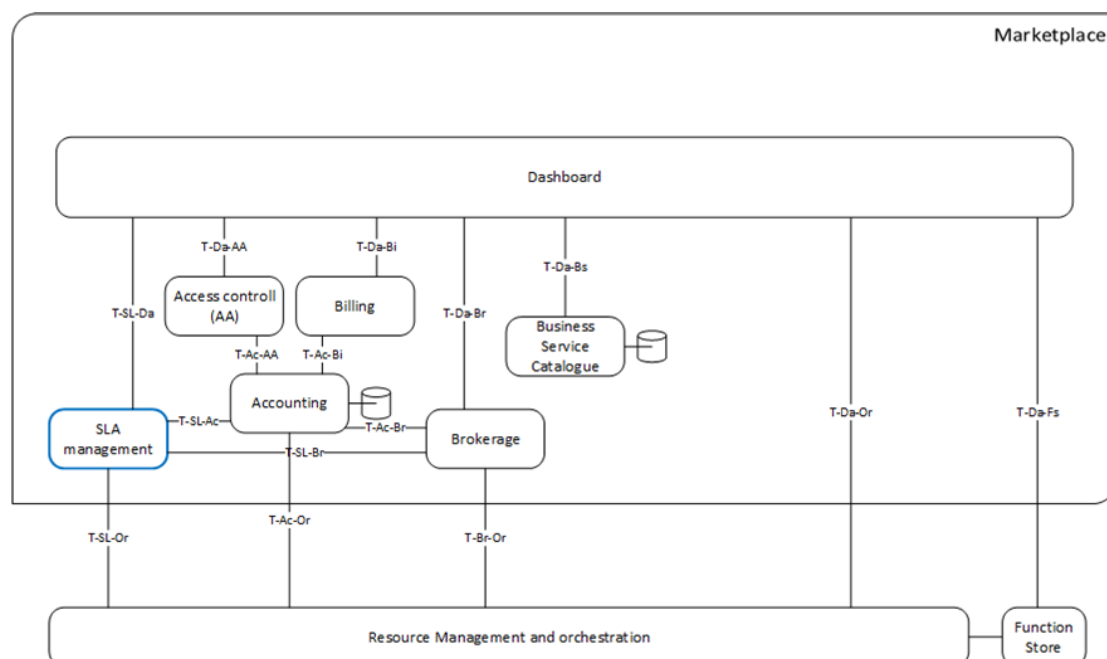 Marketplace
Dashboard
T-Da-AA
T-Da-Bi
T-Da-Bs
Access controll
(AA)
Billing
T-SL-Da
T-Da-Br
Business
Service
Catalogue
T-Ac-AA
T-Ac-Bi
Accounting
T-SL-Ac
T-Ac-Br
T-Da-Or
T-Da-Fs
SLA
management
T-SL-Br
Brokerage
T-SL-Or
T-Ac-Or
T-Br-Or
Resource Management and orchestration
Function
Store